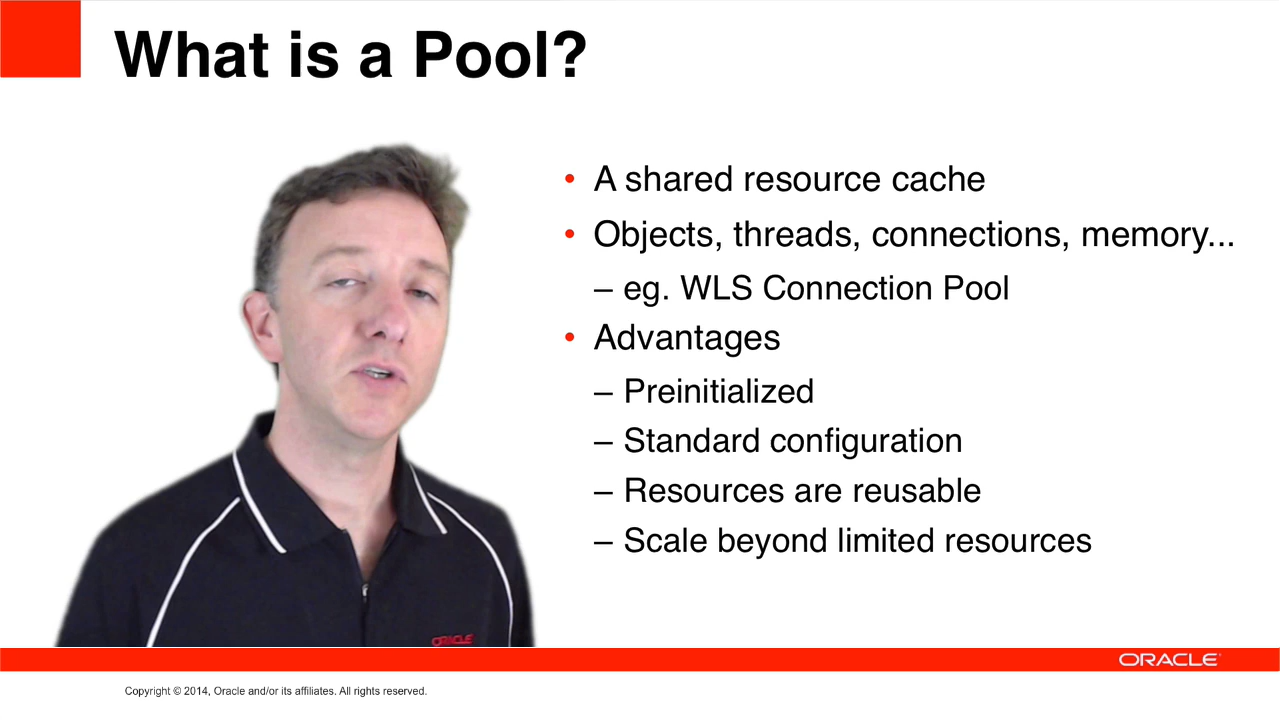 What is a Pool?
• A shared resource cache
• Objects, threads, connections, memory...
– eg. WLS Connection Pool
• Advantages
– Preinitialized
– Standard configuration
– Resources are reusable
– Scale beyond limited resources
ORACLE
ORACLE
Copyright © 2014, Oracle and/or its affiliates. All rights reserved.